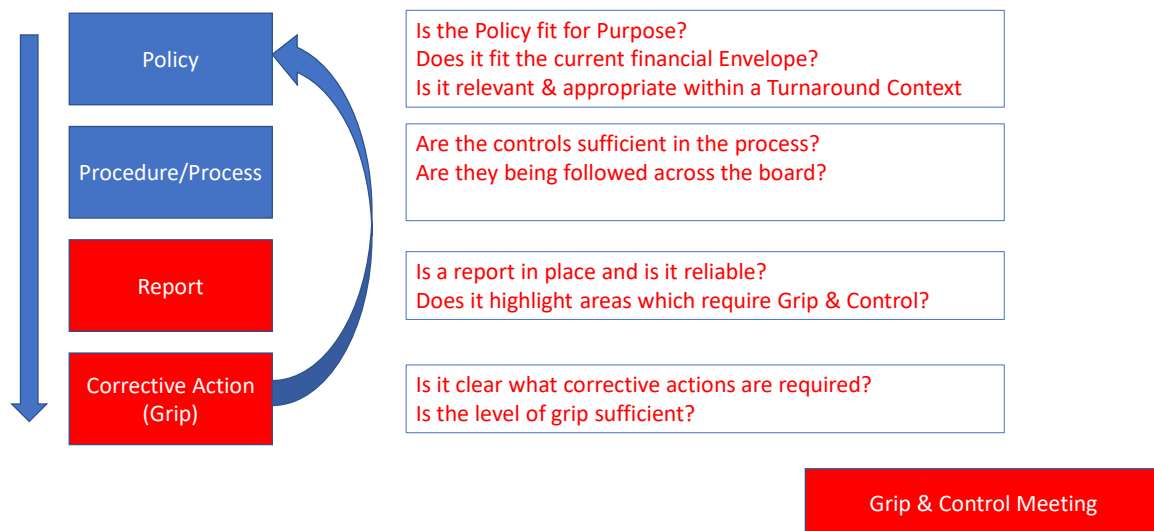 Policy
Is the Policy fit for Purpose?
Does it fit the current financial Envelope?
Is it relevant & appropriate within a Turnaround Context
Procedure/Process
Are the controls sufficient in the process?
Are they being followed across the board?
Report
Is a report in place and is it reliable?
Does it highlight areas which require Grip & Control?
Corrective Action
(Grip)
Is it clear what corrective actions are required?
Is the level of grip sufficient?
Grip & Control Meeting